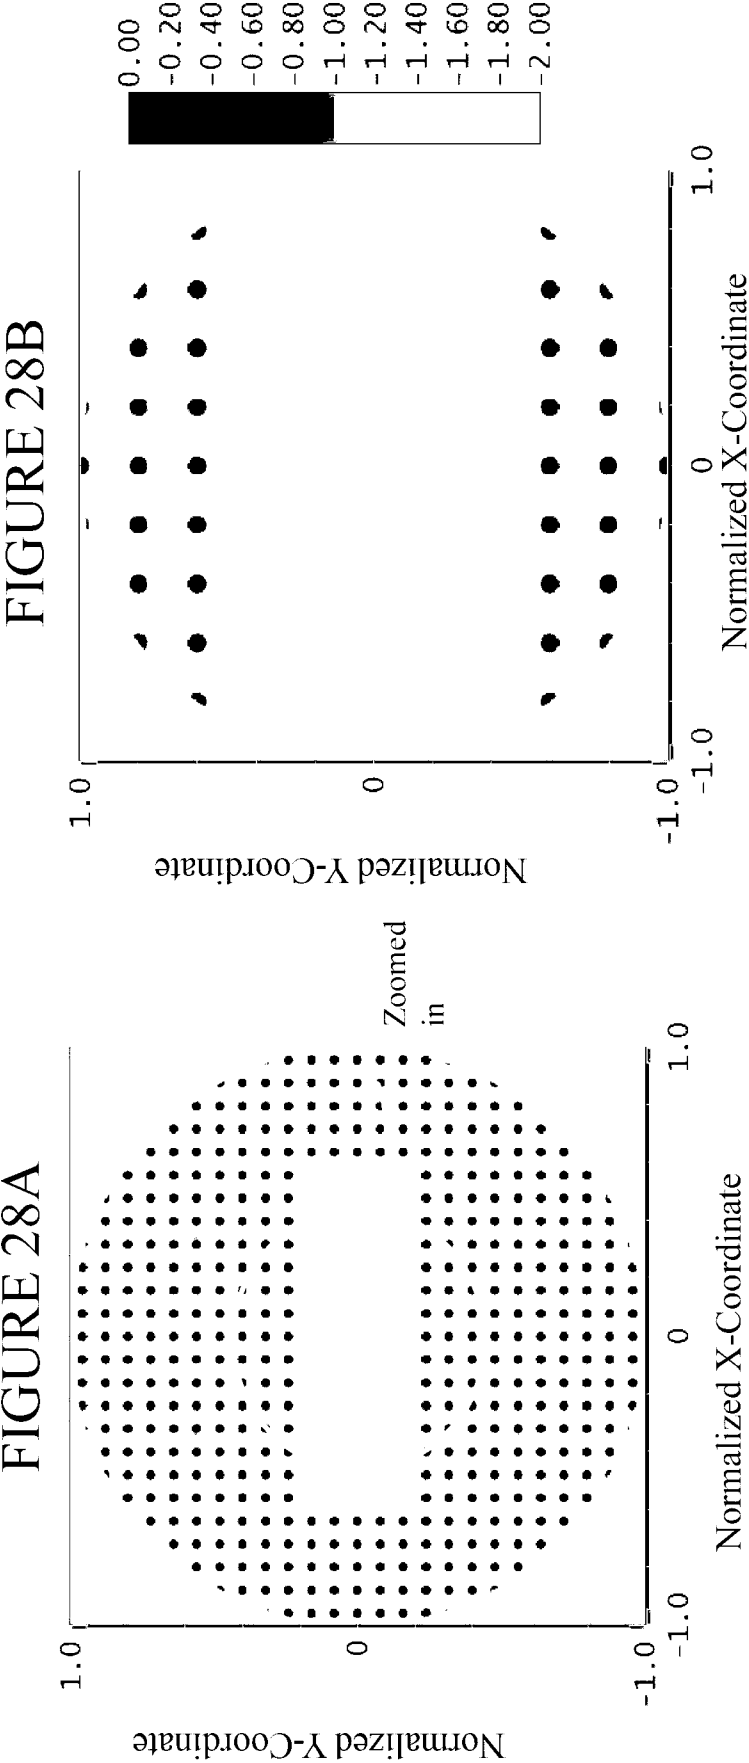 FIGURE 28A
1.0
0
-1.0
Normalized Y-Coordinate
-1.0
0
1.0
Normalized X-Coordinate
Zoomed
in
FIGURE 28B
1.0
0
-1.0
Normalized Y-Coordinate
-1.0
0
1.0
Normalized X-Coordinate
0.00
-0.20
-0.40
-0.60
-0.80
-1.00
-1.20
-1.40
-1.60
-1.80
-2.00